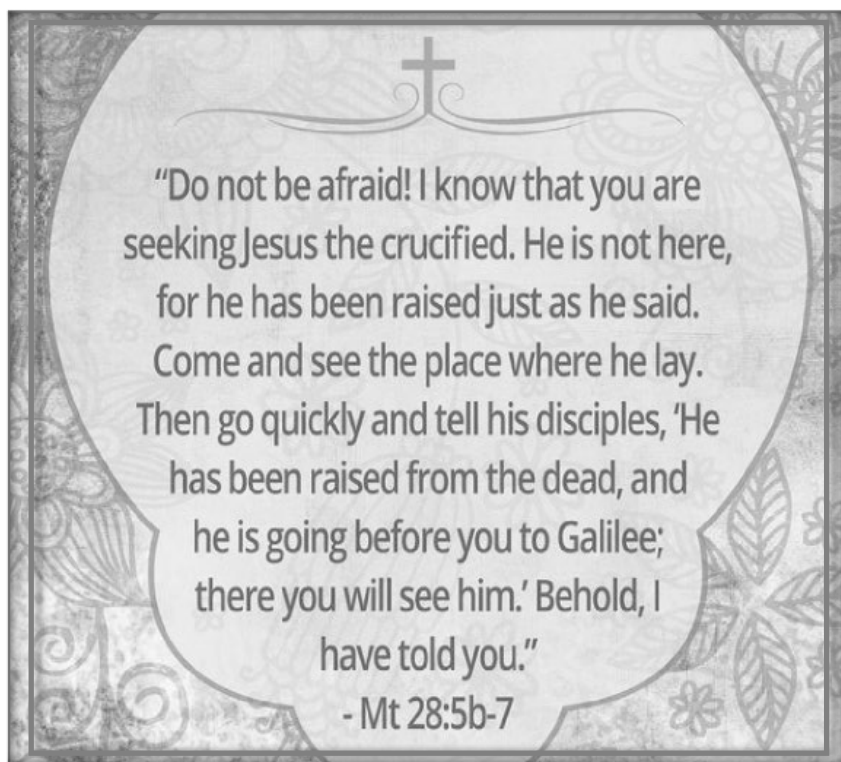 “Do not be afraid! I know that you are
seeking Jesus the crucified. He is not here,
for he has been raised just as he said.
Come and see the place where he lay.
Then go quickly and tell his disciples, ‘He
has been raised from the dead, and
he is going before you to Galilee;
there you will see him.’ Behold, I
have told you.”
- Mt 28:5b-7